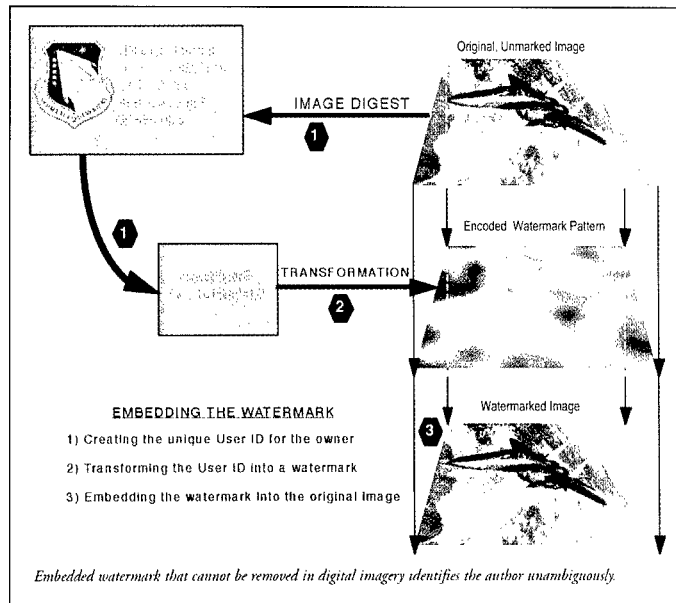 Original, Unmarked Image
IMAGE DIGEST
1
1
Encoded Watermark Pattern
TRANSFORMATION
2
EMBEDDING THE WATERMARK
1) Creating the unique User ID for the owner
2) Transforming the User ID into a watermark
3) Embedding the watermark into the original image
Watermarked Image
3
Embedded watermark that cannot be removed in digital imagery identifies the author unambiguously.